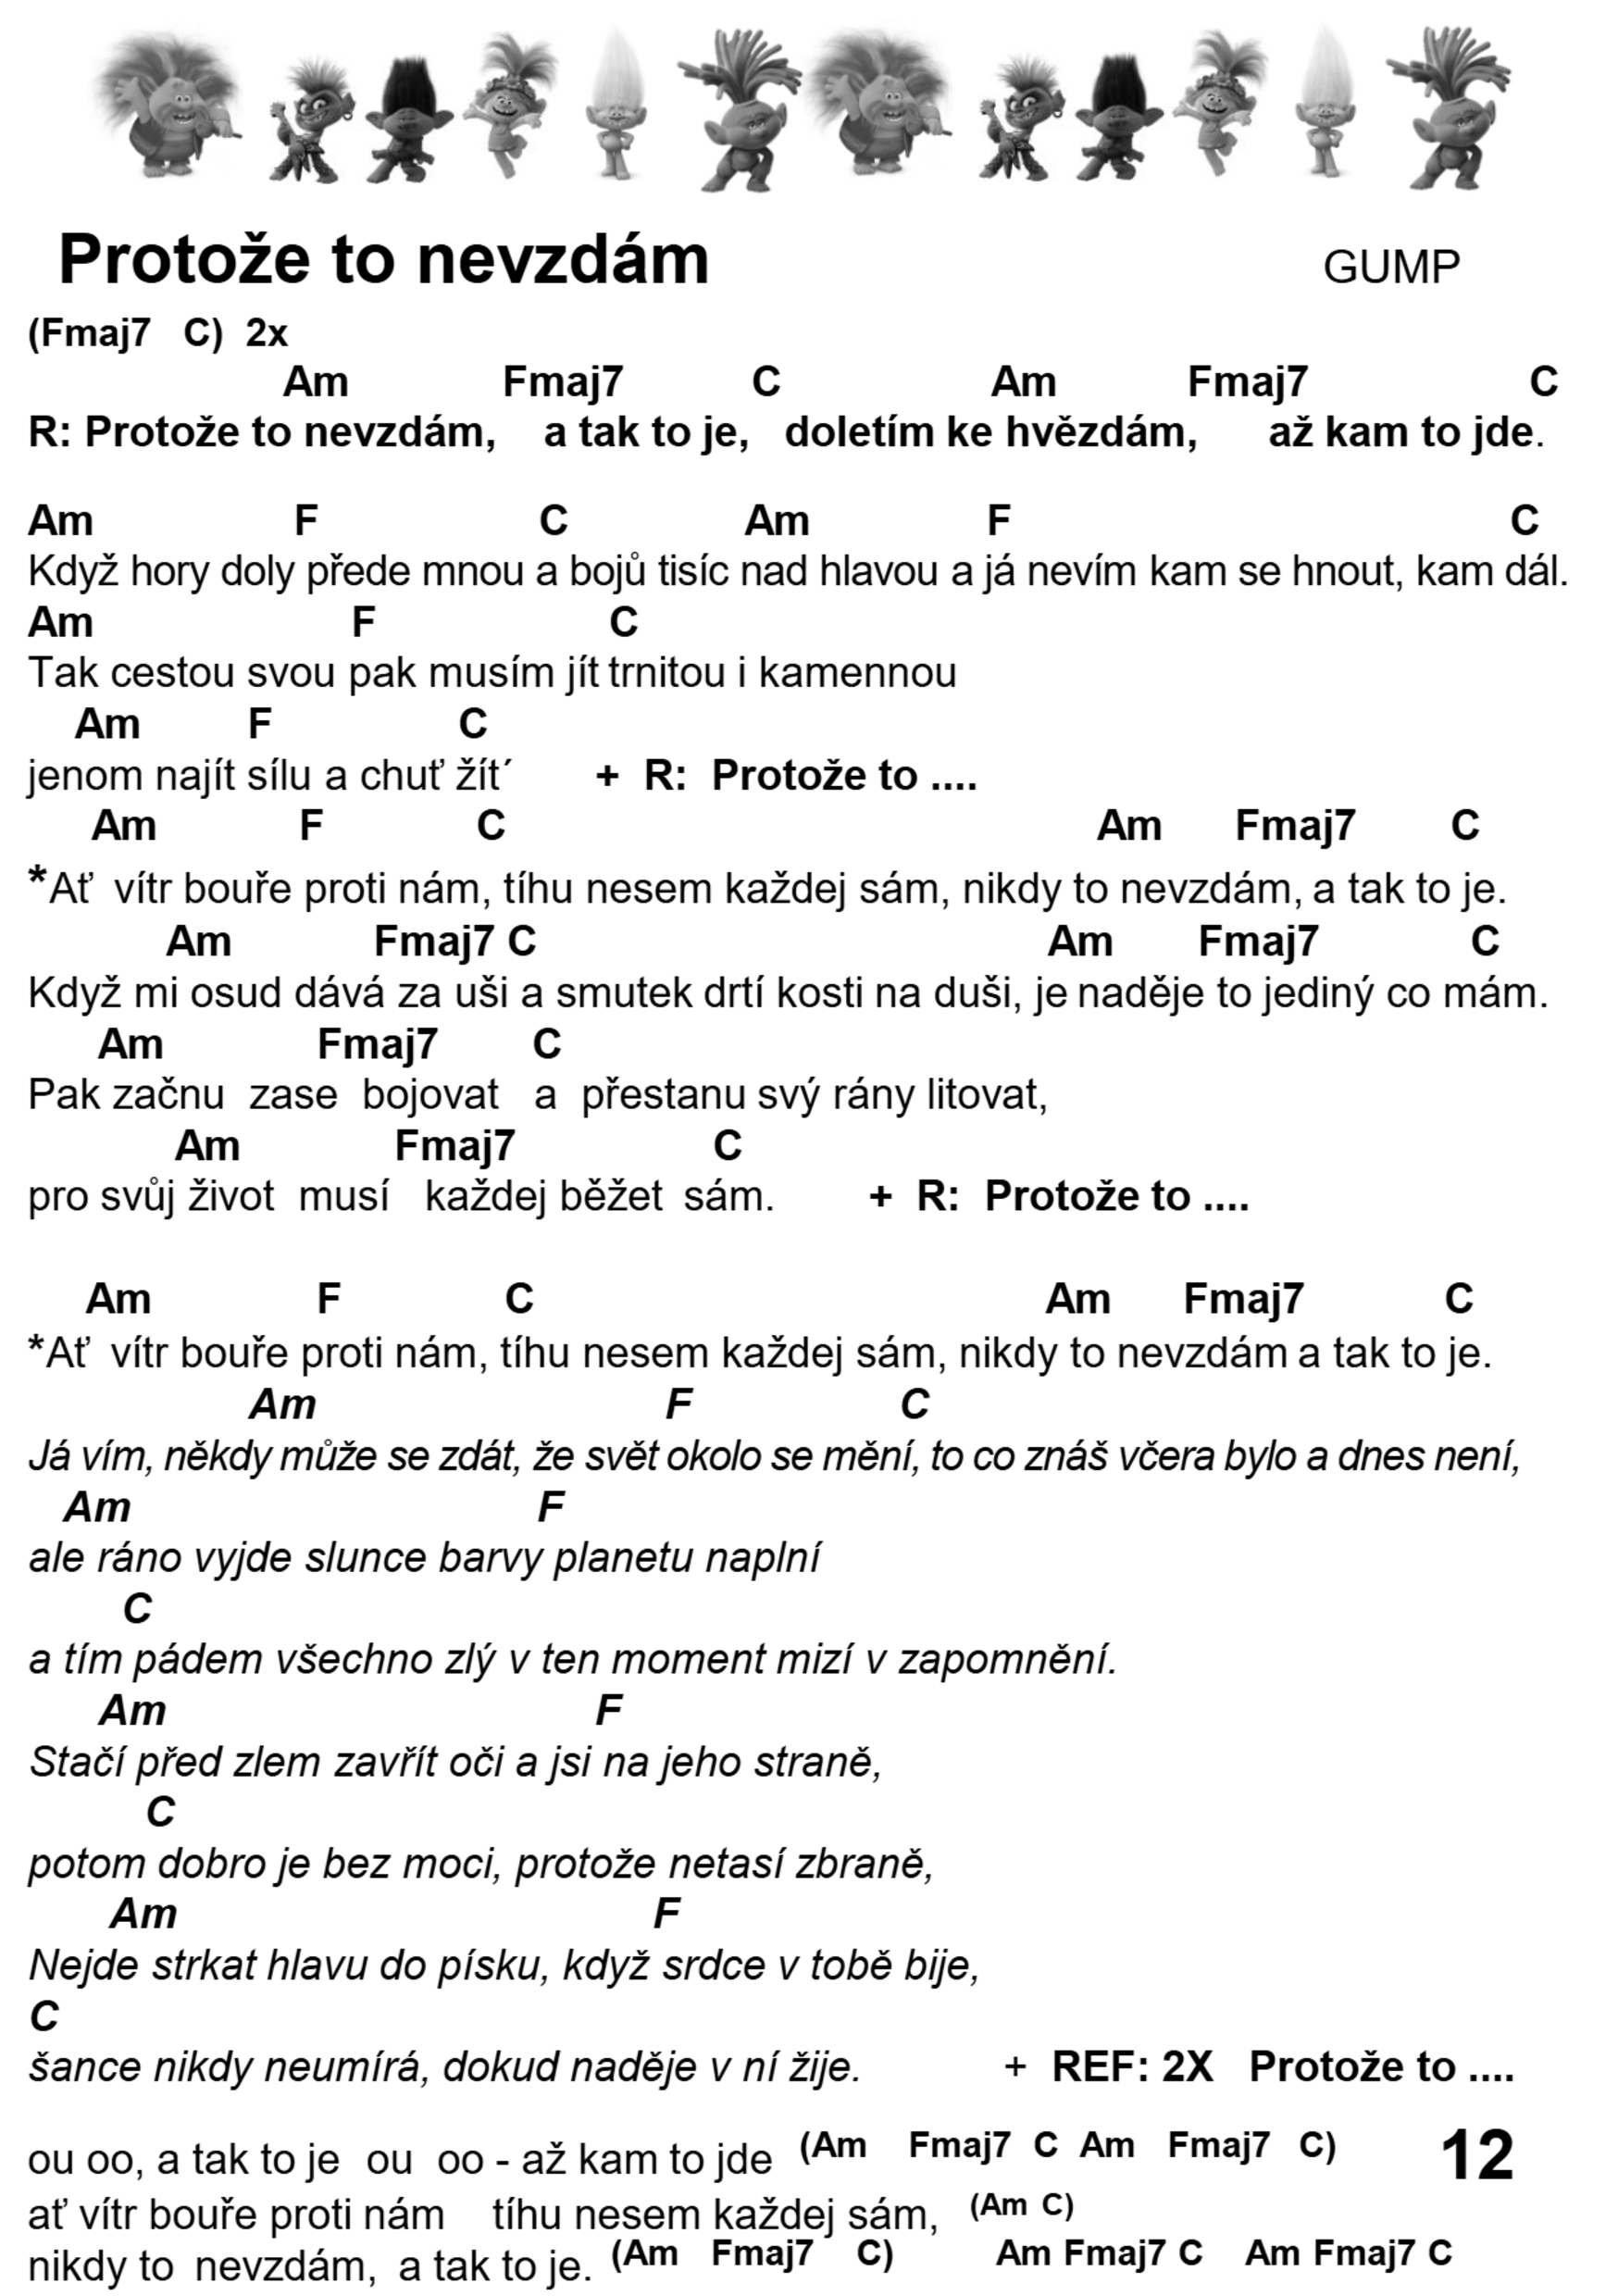 Protože to nevzdám GUMP
(Fmaj7 C) 2x
Am Fmaj7 C Am Fmaj7 C
R: Protože to nevzdám, a tak to je, doletím ke hvězdám, až kam to jde.
Am F C Am F C
Když hory doly přede mnou a bojů tisíc nad hlavou a já nevím kam se hnout, kam dál.
Am F C
Tak cestou svou pak musím jít trnitou i kamennou
Am F C
jenom najít sílu a chuť žít´ + R: Protože to ....
Am F C Am Fmaj7 C
*Ať vítr bouře proti nám, tíhu nesem každej sám, nikdy to nevzdám, a tak to je.
Am Fmaj7 C Am Fmaj7 C
Když mi osud dává za uši a smutek drtí kosti na duši, je naděje to jediný co mám.
Am Fmaj7 C
Pak začnu zase bojovat a přestanu svý rány litovat,
Am Fmaj7 C
pro svůj život musí každej běžet sám. + R: Protože to ....
Am F C Am Fmaj7 C
*Ať vítr bouře proti nám, tíhu nesem každej sám, nikdy to nevzdám a tak to je.
Am F C
Já vím, někdy může se zdát, že svět okolo se mění, to co znáš včera bylo a dnes není,
Am F
ale ráno vyjde slunce barvy planetu naplní
C
a tím pádem všechno zlý v ten moment mizí v zapomnění.
Am F
Stačí před zlem zavřít oči a jsi na jeho straně,
C
potom dobro je bez moci, protože netasí zbraně,
Am F
Nejde strkat hlavu do písku, když srdce v tobě bije,
C
šance nikdy neumírá, dokud naděje v ní žije. + REF: 2X Protože to ....
ou oo, a tak to je ou oo - až kam to jde (Am Fmaj7 C Am Fmaj7 C) 12
ať vítr bouře proti nám tíhu nesem každej sám, (Am C)
nikdy to nevzdám, a tak to je. (Am Fmaj7 C) Am Fmaj7 C Am Fmaj7 C